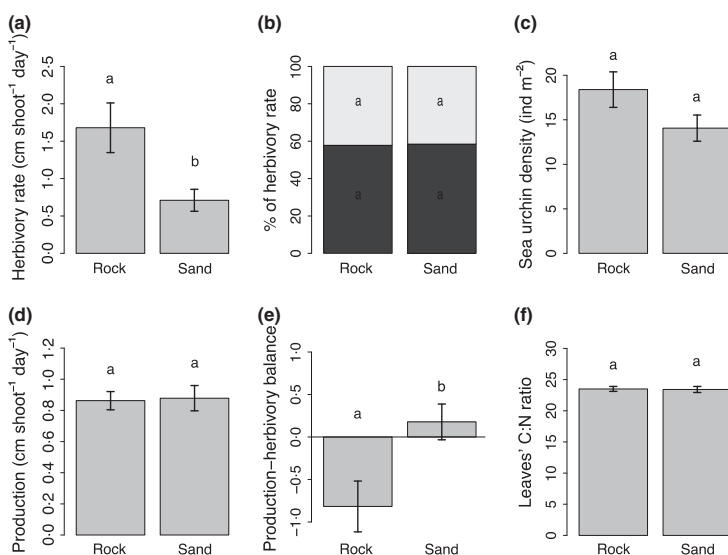 (a)
Herbivory rate (cm shoot⁻¹ day⁻¹)
0·0 0·5 1·0 1·5 2·0 2·5
a
b
Rock Sand
(b)
% of herbivory rate
0 20 40 60 80 100
a a
a a
Rock Sand
(c)
Sea urchin density (ind m⁻²)
0 5 10 15 20
a
a
Rock Sand
(d)
Production (cm shoot⁻¹ day⁻¹)
0·0 0·2 0·4 0·6 0·8 1·0 1·2
a a
Rock Sand
(e)
Production−herbivory balance
−1·0 −0·5 0·0 0·5 1·0
a
b
Rock Sand
(f)
Leaves’ C:N ratio
0 5 10 15 20 25 30
a a
Rock Sand